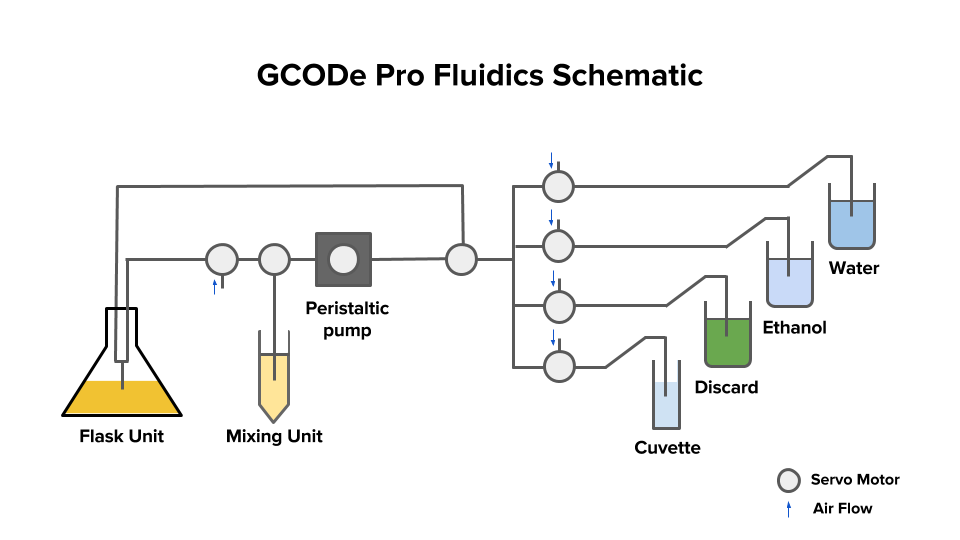 GCODe Pro Fluidics Schematic
Water
Peristaltic
pump
Ethanol
Discard
Flask Unit
Mixing Unit
Cuvette
Servo Motor
Air Flow